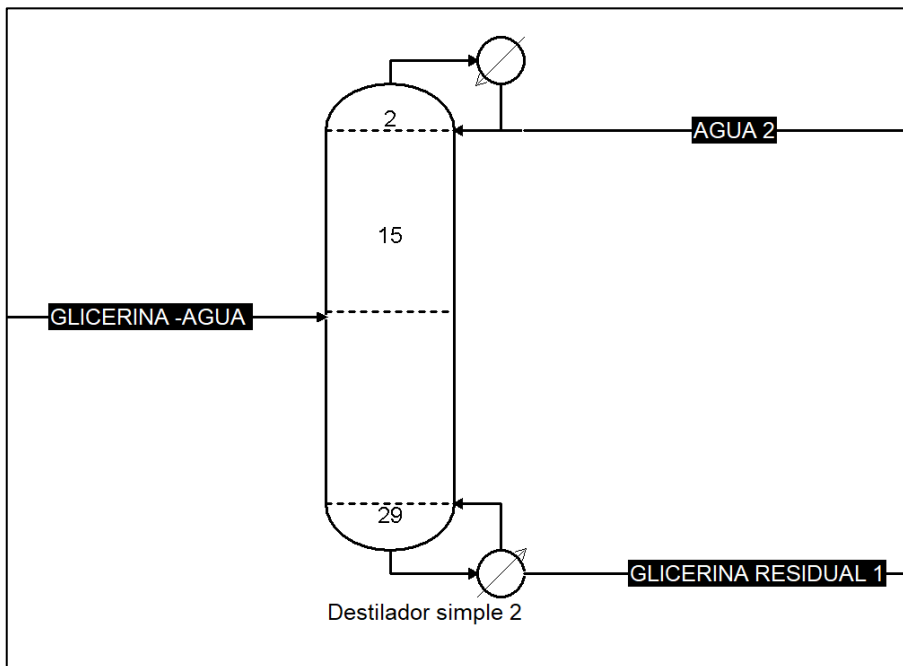 2
AGUA 2
15
GLICERINA -AGUA
29
GLICERINA RESIDUAL 1
Destilador simple 2